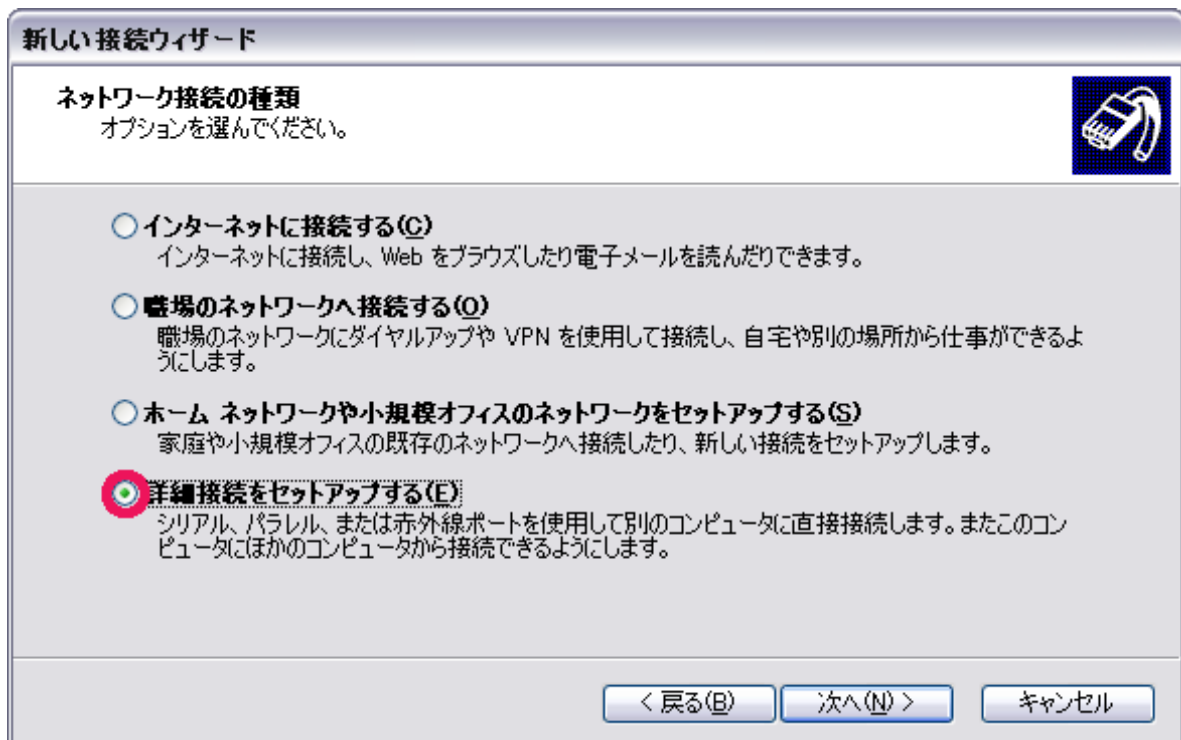 新しい接続ウィザード
ネットワーク接続の種類
オプションを選んでください。
インターネットに接続する(C)
インターネットに接続し、Web をブラウズしたり電子メールを読んだりできます。
職場のネットワークへ接続する(O)
職場のネットワークにダイヤルアップや VPN を使用して接続し、自宅や別の場所から仕事ができるよ
うにします。
ホーム ネットワークや小規模オフィスのネットワークをセットアップする(S)
家庭や小規模オフィスの既存のネットワークへ接続したり、新しい接続をセットアップします。
詳細接続をセットアップする(E)
シリアル、パラレル、または赤外線ポートを使用して別のコンピュータに直接接続します。またこのコン
ピュータにほかのコンピュータから接続できるようにします。
< 戻る(B) 次へ(N) > キャンセル